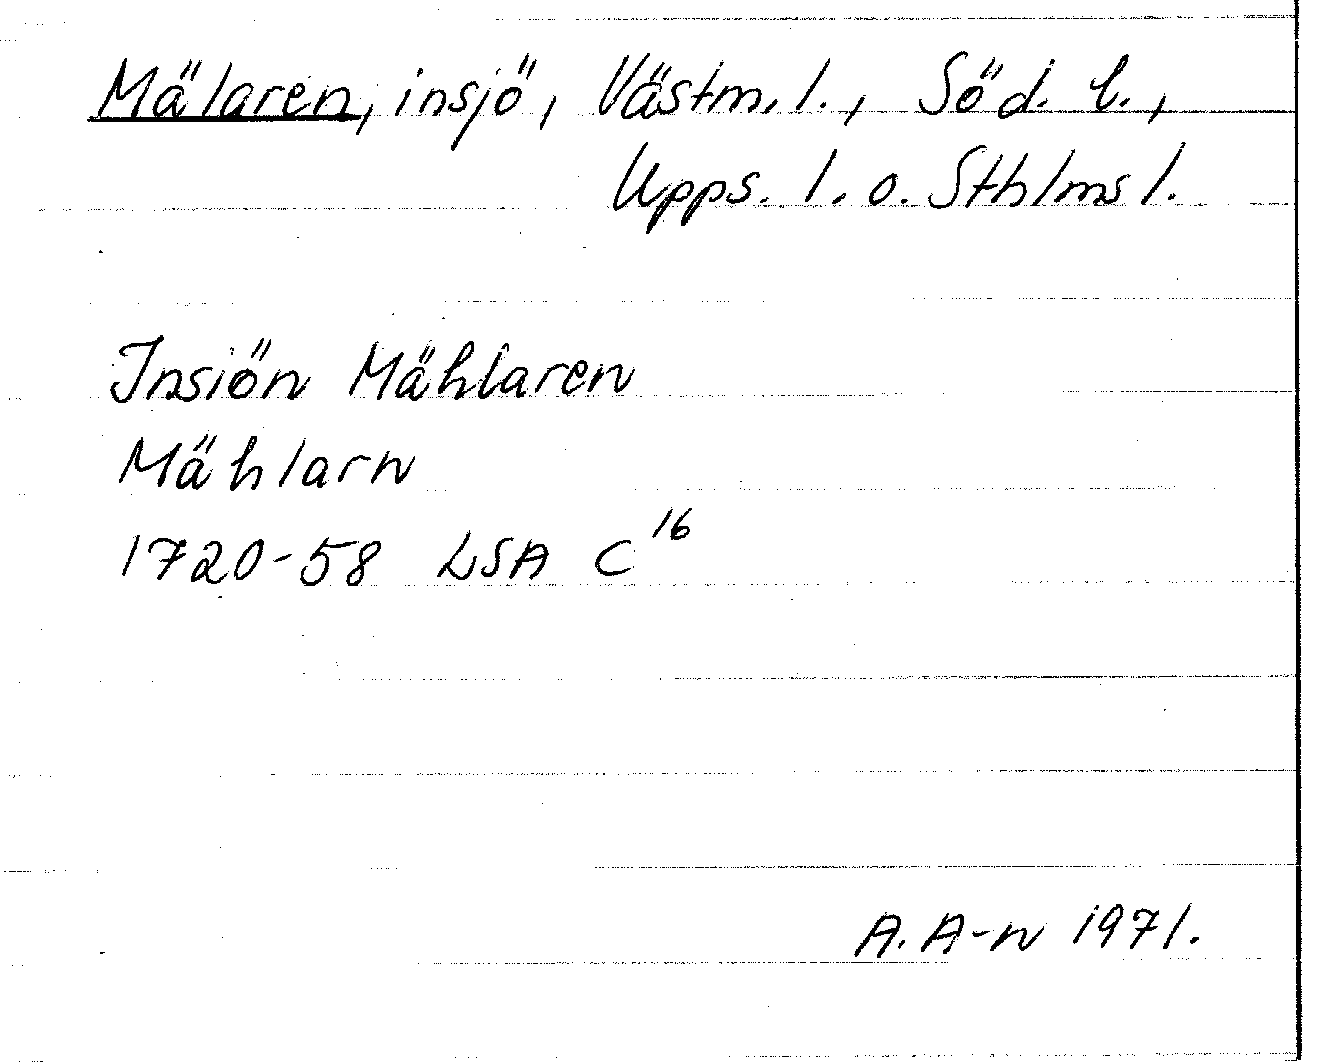 Mälaren, insjö, Västm. l., Söd. l.,
Upps. l. o. Sthlms l.
Insiön Mählaren
Mählarn
1720-58 LSA C16
A. A-n 1971.